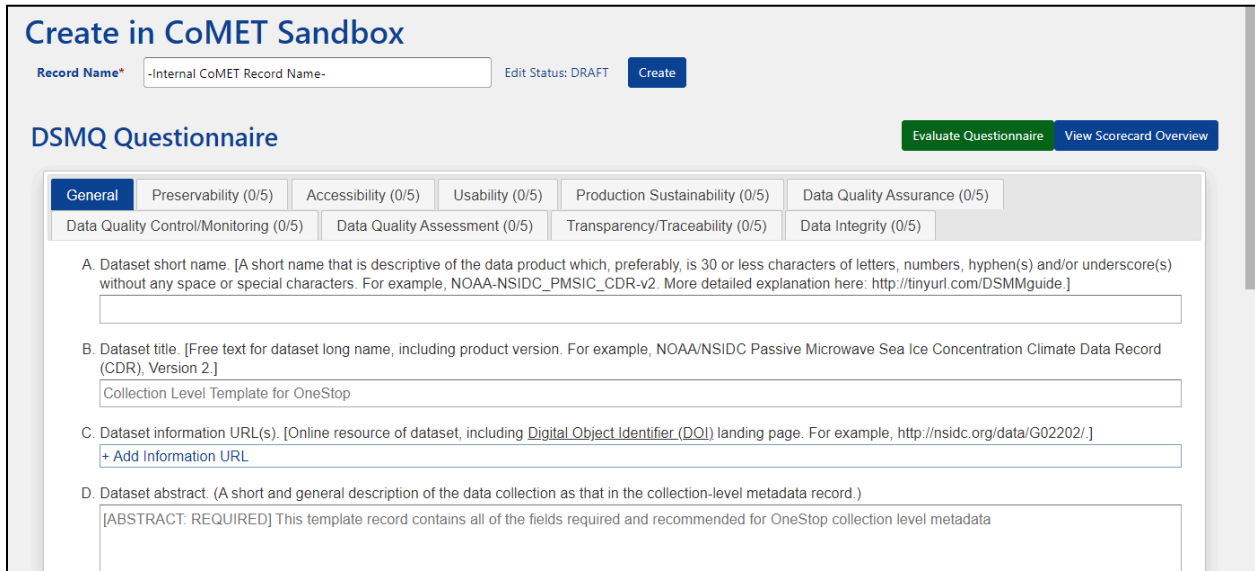 Create in CoMET Sandbox
Record Name* -Internal CoMET Record Name- Edit Status: DRAFT Create
DSMQ Questionnaire Evaluate Questionnaire View Scorecard Overview
General Preservability (0/5) Accessibility (0/5) Usability (0/5) Production Sustainability (0/5) Data Quality Assurance (0/5)
Data Quality Control/Monitoring (0/5) Data Quality Assessment (0/5) Transparency/Traceability (0/5) Data Integrity (0/5)
A. Dataset short name. [A short name that is descriptive of the data product which, preferably, is 30 or less characters of letters, numbers, hyphen(s) and/or underscore(s)
without any space or special characters. For example, NOAA-NSIDC_PMSIC_CDR-v2. More detailed explanation here: http://tinyurl.com/DSMMguide.]
B. Dataset title. [Free text for dataset long name, including product version. For example, NOAA/NSIDC Passive Microwave Sea Ice Concentration Climate Data Record
(CDR), Version 2.]
Collection Level Template for OneStop
C. Dataset information URL(s). [Online resource of dataset, including Digital Object Identifier (DOI) landing page. For example, http://nsidc.org/data/G02202/.]
+ Add Information URL
D. Dataset abstract. (A short and general description of the data collection as that in the collection-level metadata record.)
[ABSTRACT: REQUIRED] This template record contains all of the fields required and recommended for OneStop collection level metadata